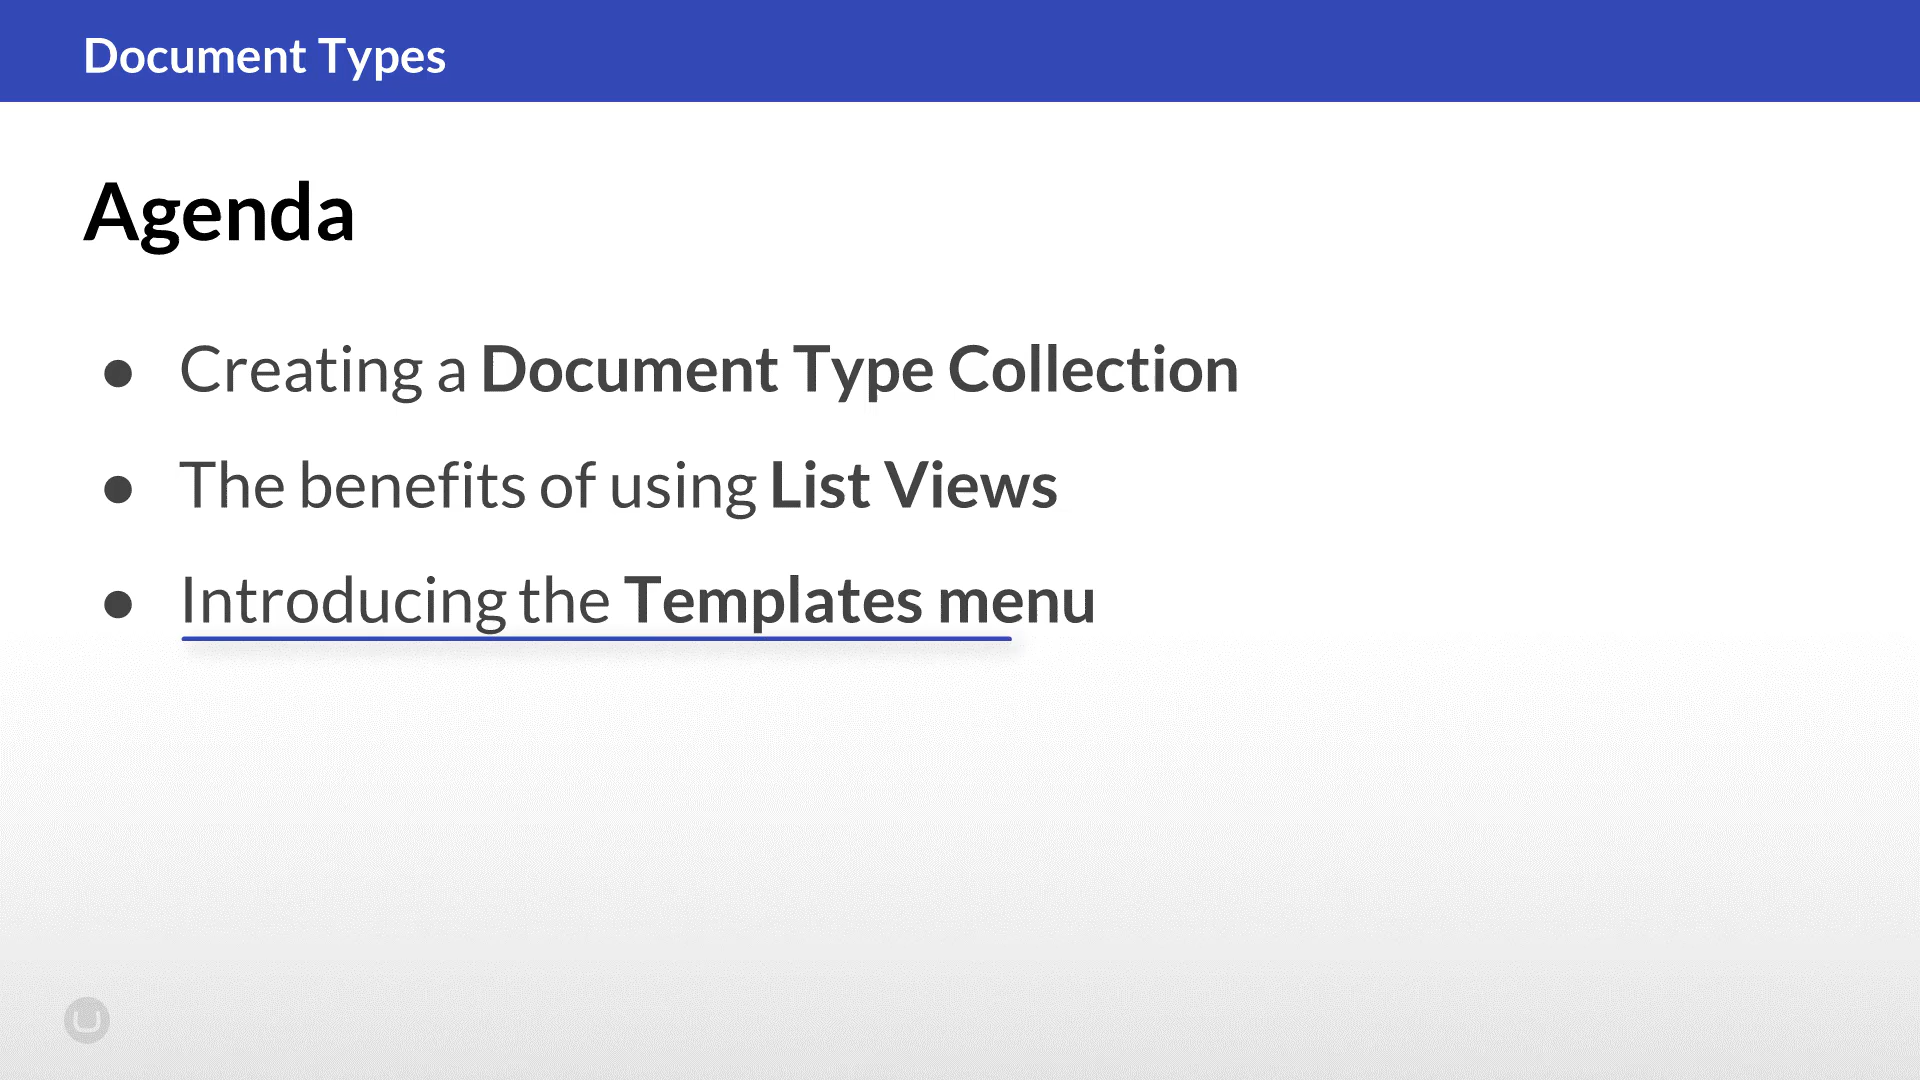 Document Types
Agenda
● Creating a Document Type Collection
● The benefits of using List Views
● Introducing the Templates menu